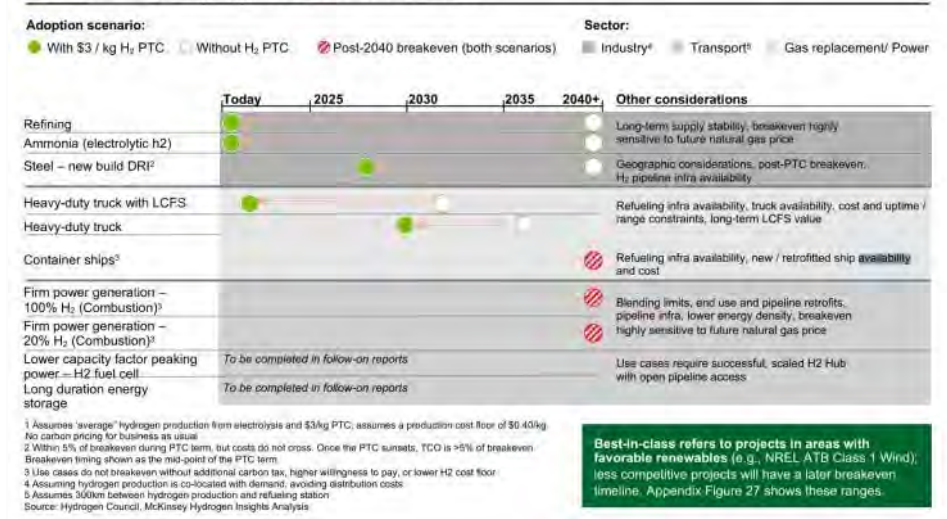 Adoption scenario:
Sector:
With $3 / kg H₂ PTC
Without H₂ PTC
Post-2040 breakeven (both scenarios)
Industry⁴
Transport⁵
Gas replacement/ Power
Today
2025
2030
2035
2040+
Other considerations
Refining
Ammonia (electrolytic h2)
Long-term supply stability, breakeven highly
sensitive to future natural gas price
Steel – new build DRI²
Geographic considerations, post-PTC breakeven,
H₂ pipeline infra availability
Heavy-duty truck with LCFS
Heavy-duty truck
Refueling infra availability, truck availability, cost and uptime /
range constraints, long-term LCFS value
Container ships³
Refueling infra availability, new / retrofitted ship availability
and cost
Firm power generation –
100% H₂ (Combustion)³
Firm power generation –
20% H₂ (Combustion)³
Blending limits, end use and pipeline retrofits,
pipeline infra, lower energy density, breakeven
highly sensitive to future natural gas price
Lower capacity factor peaking
power – H2 fuel cell
To be completed in follow-on reports
Long duration energy
storage
To be completed in follow-on reports
Use cases require successful, scaled H2 Hub
with open pipeline access
1 Assumes 'average' hydrogen production from electrolysis and $3/kg PTC; assumes a production cost floor of $0.40/kg.
No carbon pricing for business as usual
2 Within 5% of breakeven during PTC term, but costs do not cross. Once the PTC sunsets, TCO is >5% of breakeven
Breakeven timing shown as the mid-point of the PTC term
3 Use cases do not breakeven without additional carbon tax, higher willingness to pay, or lower H2 cost floor
4 Assuming hydrogen production is co-located with demand, avoiding distribution costs
5 Assumes 300km between hydrogen production and refueling station
Source: Hydrogen Council, McKinsey Hydrogen Insights Analysis
Best-in-class refers to projects in areas with
favorable renewables (e.g., NREL ATB Class 1 Wind);
less competitive projects will have a later breakeven
timeline. Appendix Figure 27 shows these ranges.